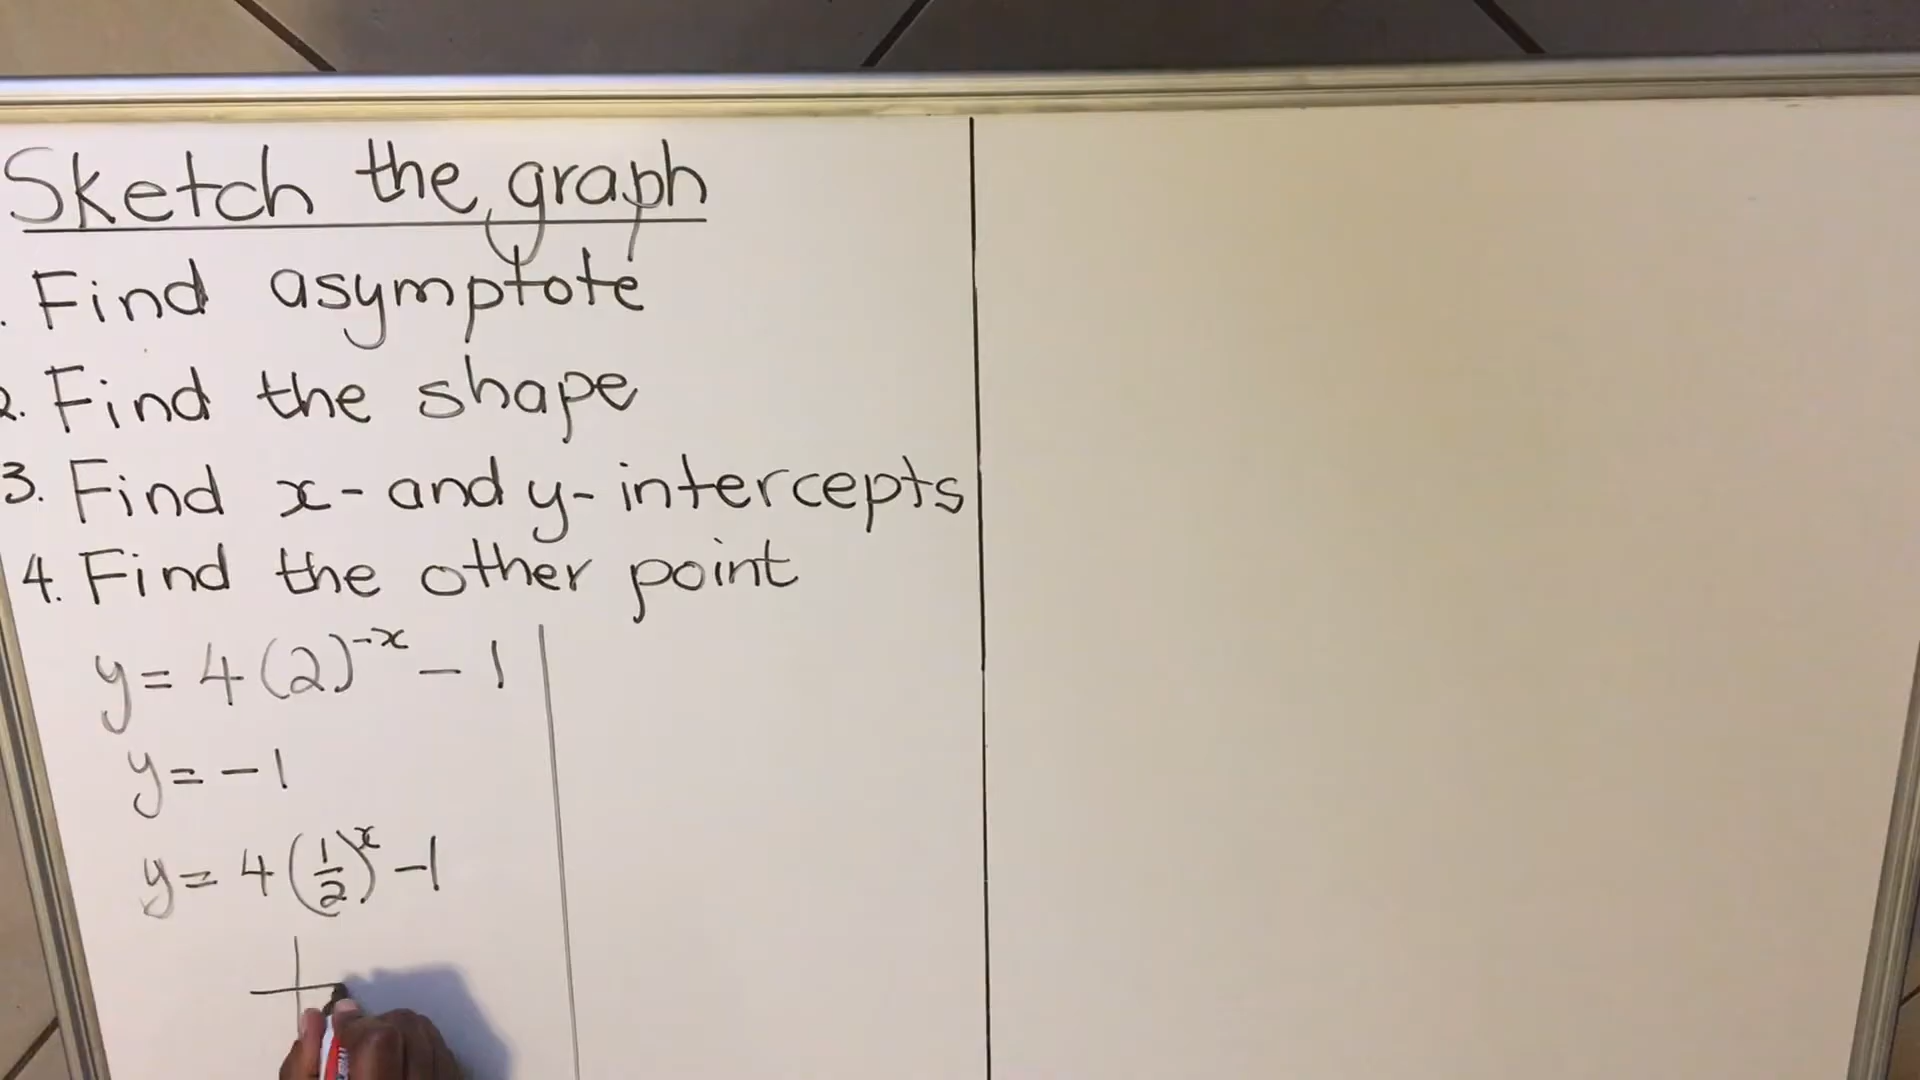 Sketch the graph
. Find asymptote
2. Find the shape
3. Find x- and y-intercepts
4. Find the other point
y = 4(2)^{-x} - 1
y = -1
y = 4(1/2)^x - 1